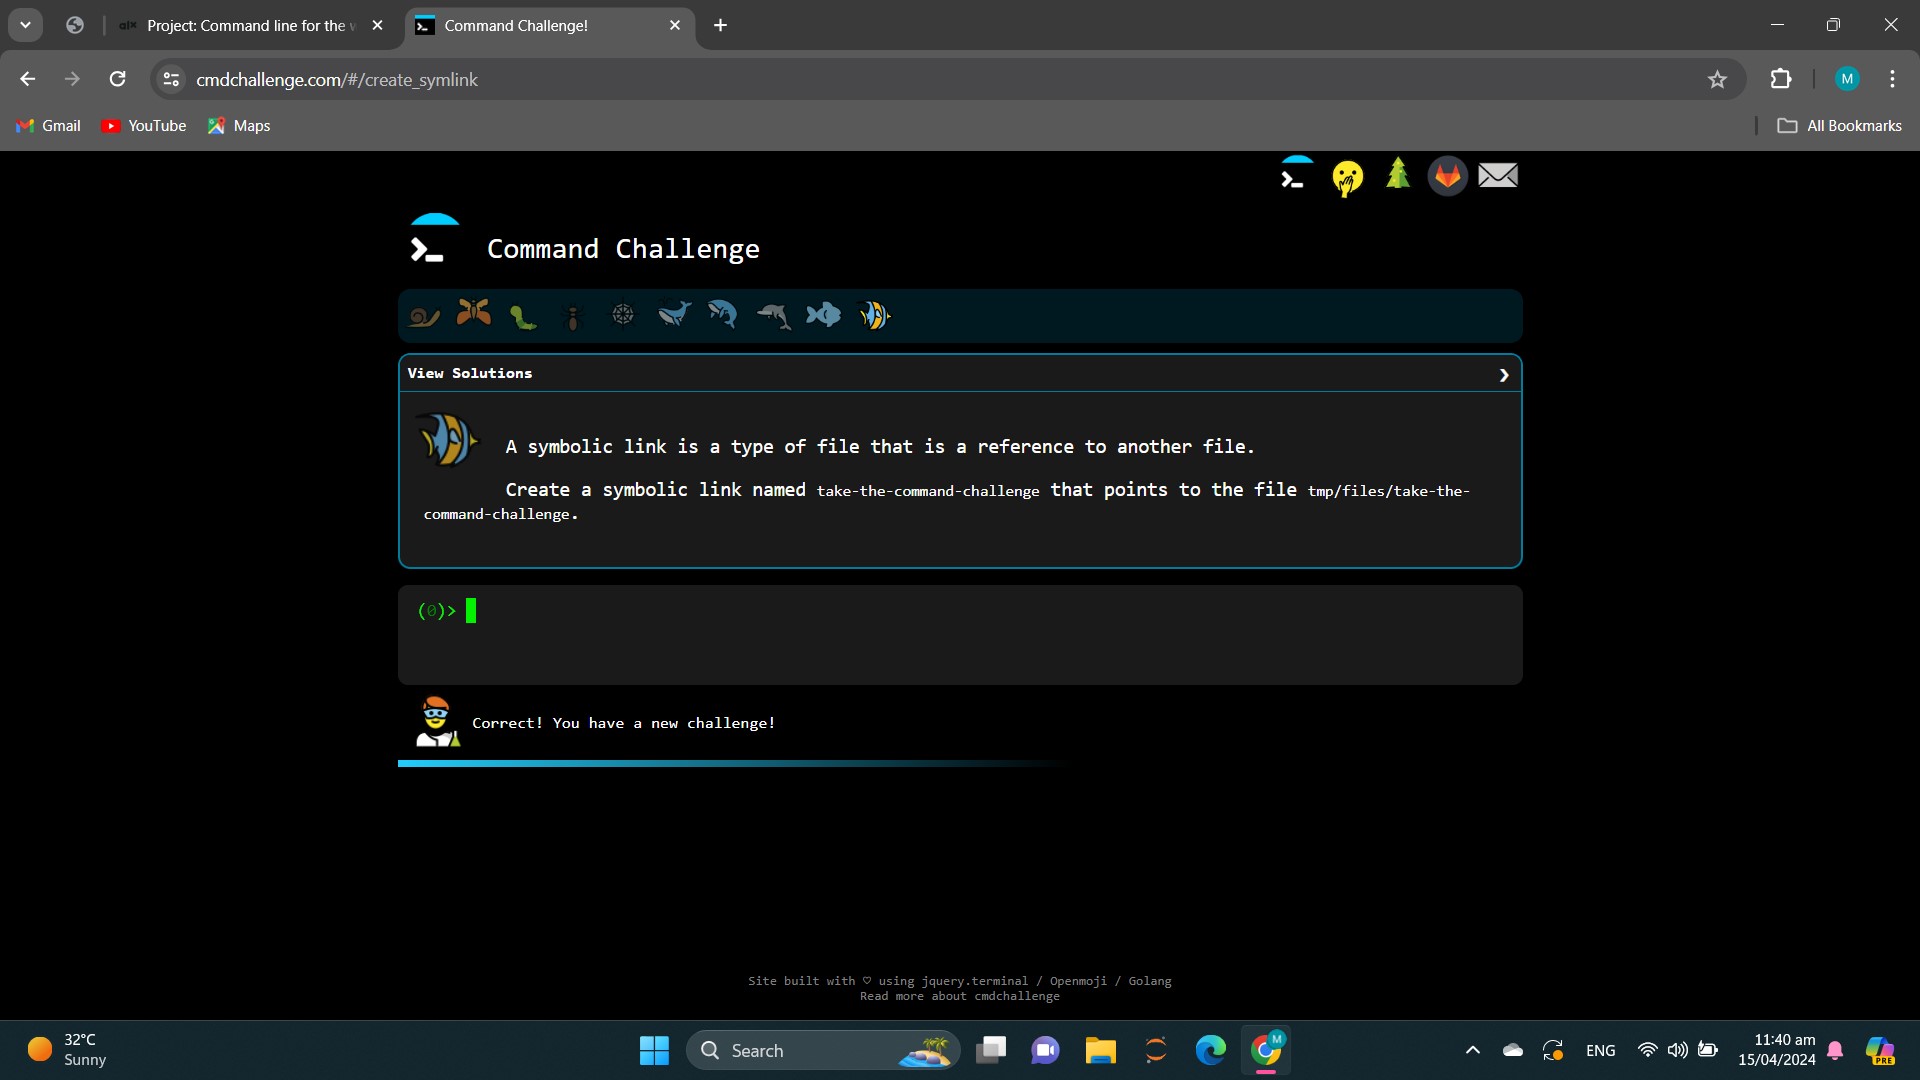 alx Project: Command line for the w
Command Challenge!
cmdchallenge.com/#/create_symlink
M
Gmail YouTube Maps All Bookmarks
Command Challenge
View Solutions
A symbolic link is a type of file that is a reference to another file.
Create a symbolic link named take-the-command-challenge that points to the file tmp/files/take-the-
command-challenge.
(0)>
Correct! You have a new challenge!
Site built with ♡ using jquery.terminal / Openmoji / Golang
Read more about cmdchallenge
32°C
Sunny
Search
M
ENG
11:40 am
15/04/2024
PRE